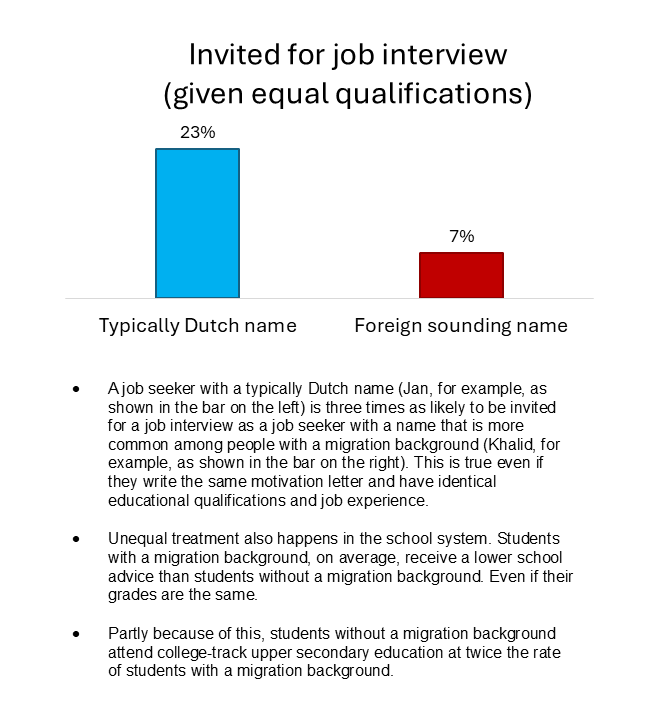 Invited for job interview
(given equal qualifications)
23%
7%
Typically Dutch name
Foreign sounding name
• A job seeker with a typically Dutch name (Jan, for example, as
shown in the bar on the left) is three times as likely to be invited
for a job interview as a job seeker with a name that is more
common among people with a migration background (Khalid, for
example, as shown in the bar on the right). This is true even if
they write the same motivation letter and have identical
educational qualifications and job experience.
• Unequal treatment also happens in the school system. Students
with a migration background, on average, receive a lower school
advice than students without a migration background. Even if their
grades are the same.
• Partly because of this, students without a migration background
attend college-track upper secondary education at twice the rate
of students with a migration background.